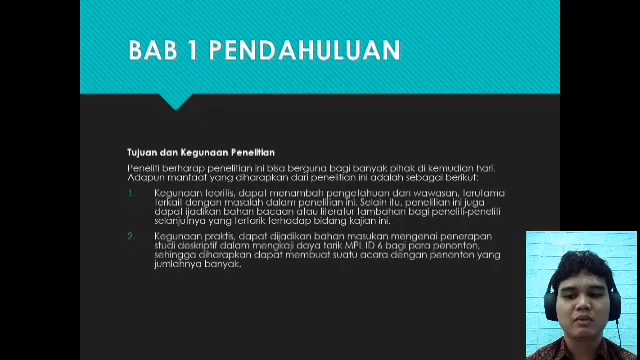 BAB 1 PENDAHULUAN
Tujuan dan Kegunaan Penelitian
Peneliti berharap penelitian ini bisa berguna bagi banyak pihak di kemudian hari.
Adapun manfaat yang diharapkan dari penelitian ini adalah sebagai berikut:
1. Kegunaan teoritis, dapat menambah pengetahuan dan wawasan, terutama
terkait dengan masalah dalam penelitian ini. Selain itu, penelitian ini juga
dapat ijadikan bahan bacaan atau literatur tambahan bagi peneliti-peneliti
selanjutnya yang tertarik terhadap bidang kajian ini.
2. Kegunaan praktis, dapat dijadikan bahan masukan mengenai penerapan
studi deskriptif dalam mengkaji daya tarik MPL ID 6 bagi para penonton,
sehingga diharapkan dapat membuat suatu acara dengan penonton yang
jumlahnya banyak.